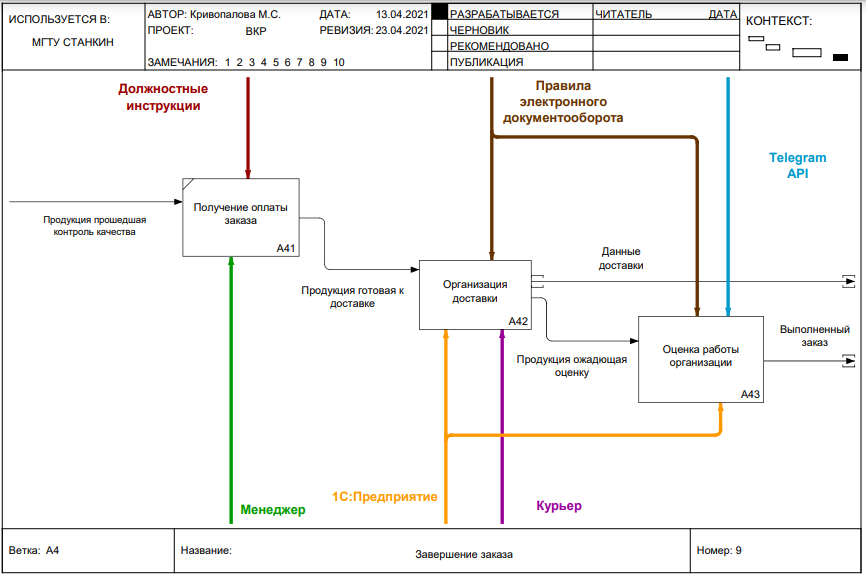 ИСПОЛЬЗУЕТСЯ В:
МГТУ СТАНКИН
АВТОР: Кривопалова М.С.
ДАТА: 13.04.2021
ПРОЕКТ: ВКР
РЕВИЗИЯ: 23.04.2021
ЗАМЕЧАНИЯ: 1 2 3 4 5 6 7 8 9 10
РАЗРАБАТЫВАЕТСЯ
ЧЕРНОВИК
РЕКОМЕНДОВАНО
ПУБЛИКАЦИЯ
ЧИТАТЕЛЬ
ДАТА
КОНТЕКСТ:
Должностные
инструкции
Правила
электронного
документооборота
Telegram
API
Продукция прошедшая
контроль качества
Получение оплаты
заказа
A41
Продукция готовая к
доставке
Организация
доставки
A42
Данные
доставки
Продукция ожадющая
оценку
Оценка работы
организации
A43
Выполненный
заказ
Менеджер
1С:Предприятие
Курьер
Ветка: A4
Название:
Завершение заказа
Номер: 9